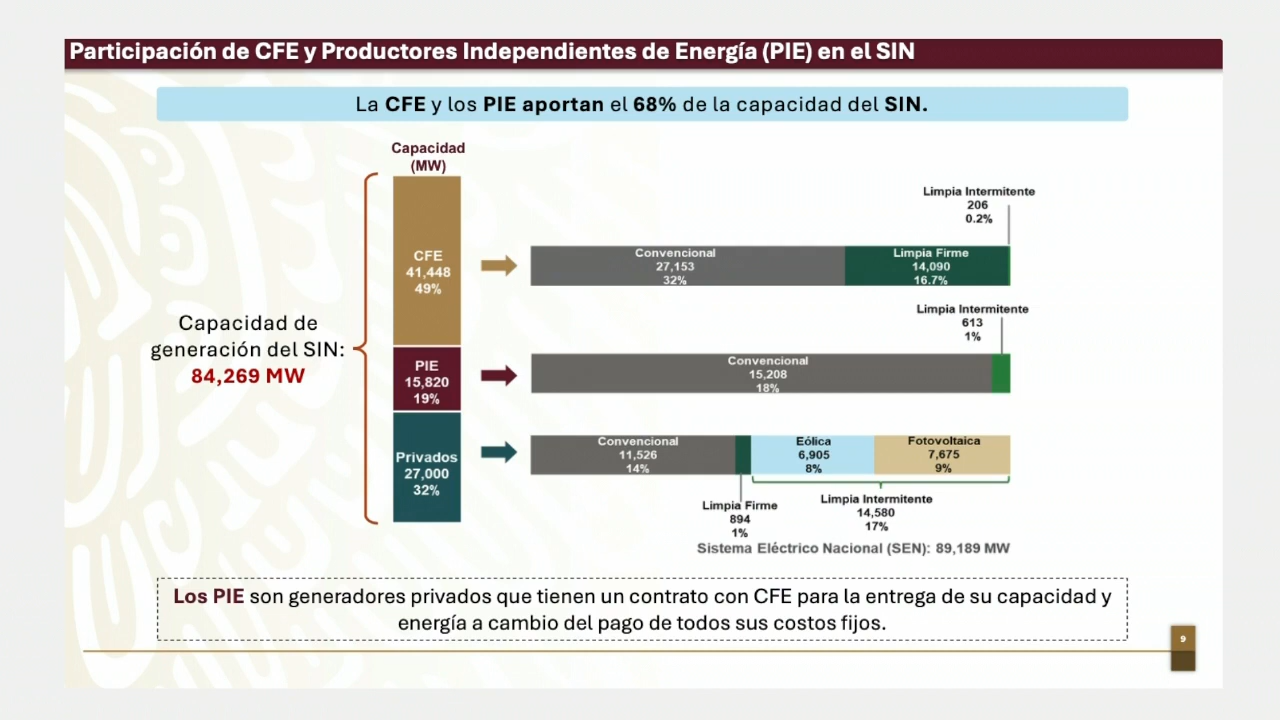 Participación de CFE y Productores Independientes de Energía (PIE) en el SIN
La CFE y los PIE aportan el 68% de la capacidad del SIN.
Capacidad
(MW)
Capacidad de
generación del SIN:
84,269 MW
CFE
41,448
49%
PIE
15,820
19%
Privados
27,000
32%
Limpia Intermitente
206
0.2%
Convencional
27,153
32%
Limpia Firme
14,090
16.7%
Limpia Intermitente
613
1%
Convencional
15,208
18%
Convencional
11,526
14%
Eólica
6,905
8%
Fotovoltaica
7,675
9%
Limpia Firme
894
1%
Limpia Intermitente
14,580
17%
Sistema Eléctrico Nacional (SEN): 89,189 MW
Los PIE son generadores privados que tienen un contrato con CFE para la entrega de su capacidad y
energía a cambio del pago de todos sus costos fijos.
9